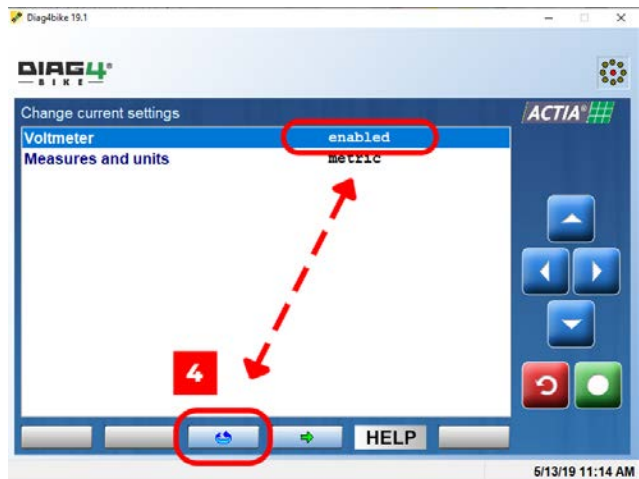 Diag4bike 19.1
DIAG4®
BIKE
ACTIA®
Change current settings
Voltmeter enabled
Measures and units metric
4
HELP
5/13/19 11:14 AM